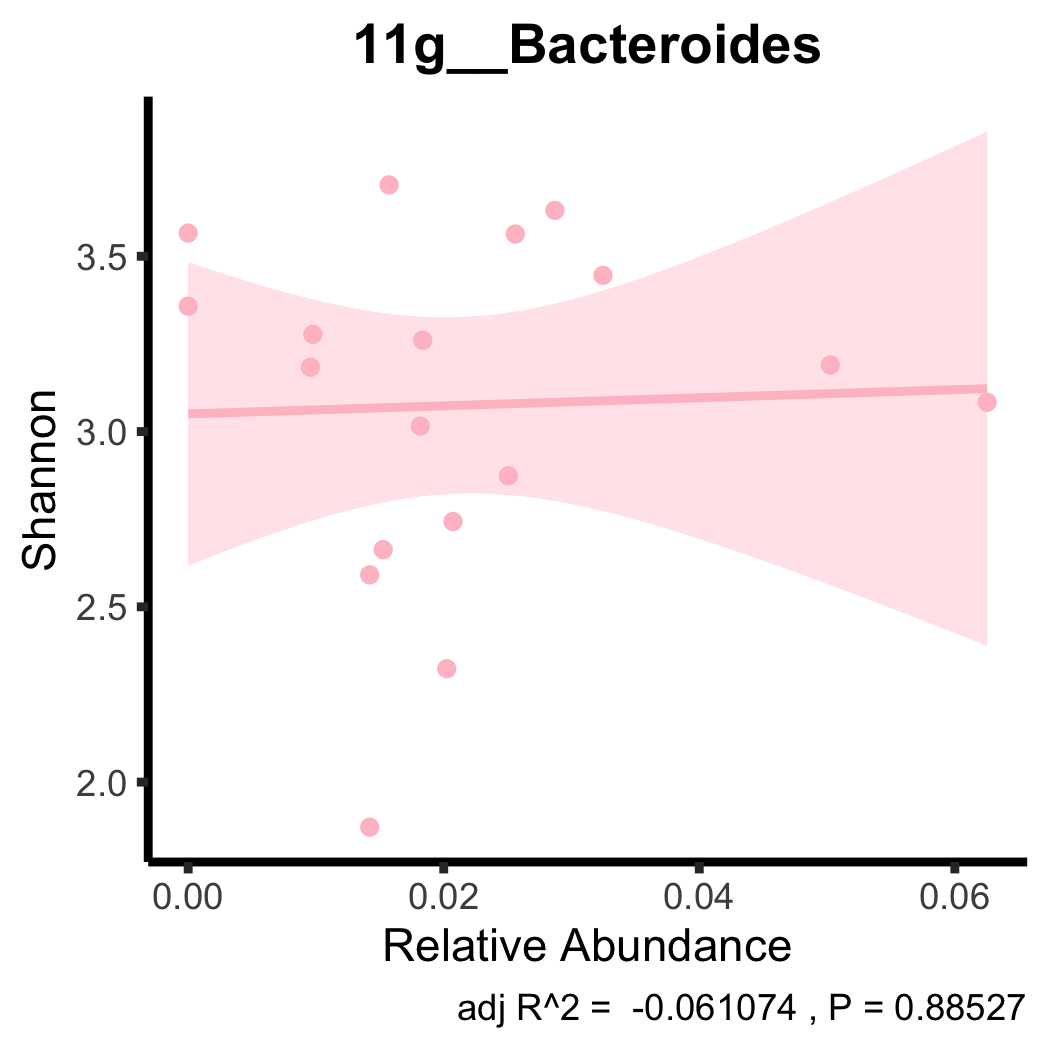 11g__Bacteroides
Shannon
3.5
3.0
2.5
2.0
0.00 0.02 0.04 0.06
Relative Abundance
adj R^2 =  -0.061074 , P = 0.88527